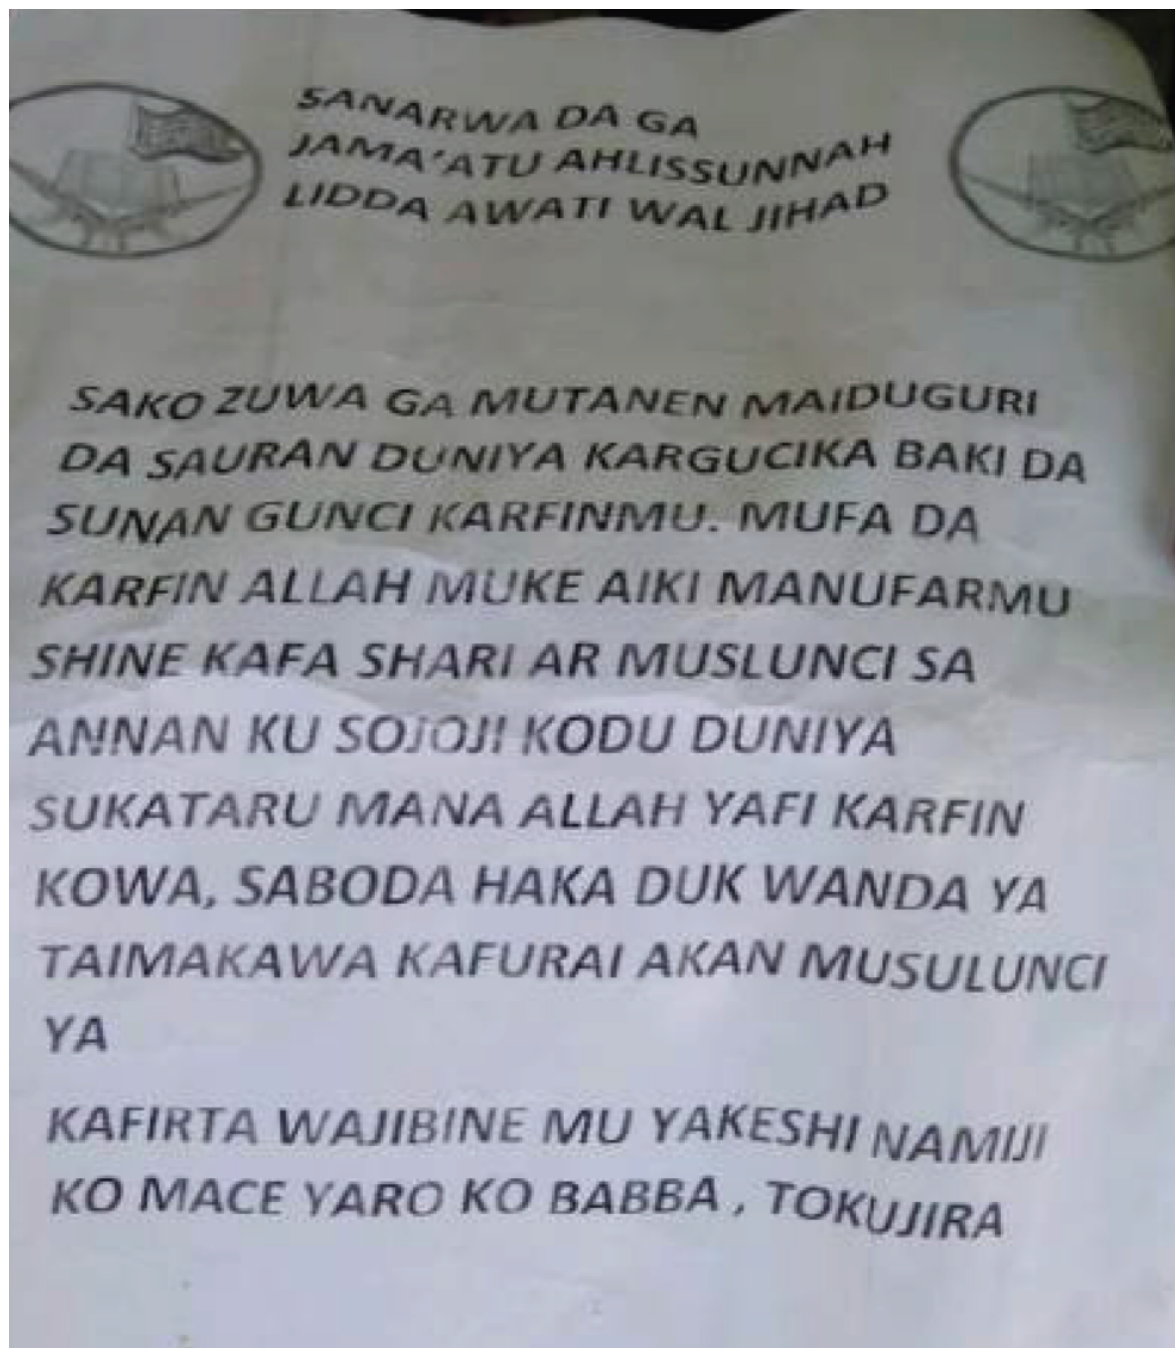 SANARWA DA GA
JAMA'ATU AHLISSUNNAH
LIDDA AWATI WAL JIHAD
SAKO ZUWA GA MUTANEN MAIDUGURI
DA SAURAN DUNIYA KARGUCIKA BAKI DA
SUNAN GUNCI KARFINMU. MUFA DA
KARFIN ALLAH MUKE AIKI MANUFARMU
SHINE KAFA SHARI AR MUSLUNCI SA
ANNAN KU SOJOJI KODU DUNIYA
SUKATARU MANA ALLAH YAFI KARFIN
KOWA, SABODA HAKA DUK WANDA YA
TAIMAKAWA KAFURAI AKAN MUSULUNCI
YA
KAFIRTA WAJIBINE MU YAKESHI NAMIJI
KO MACE YARO KO BABBA , TOKUJIRA